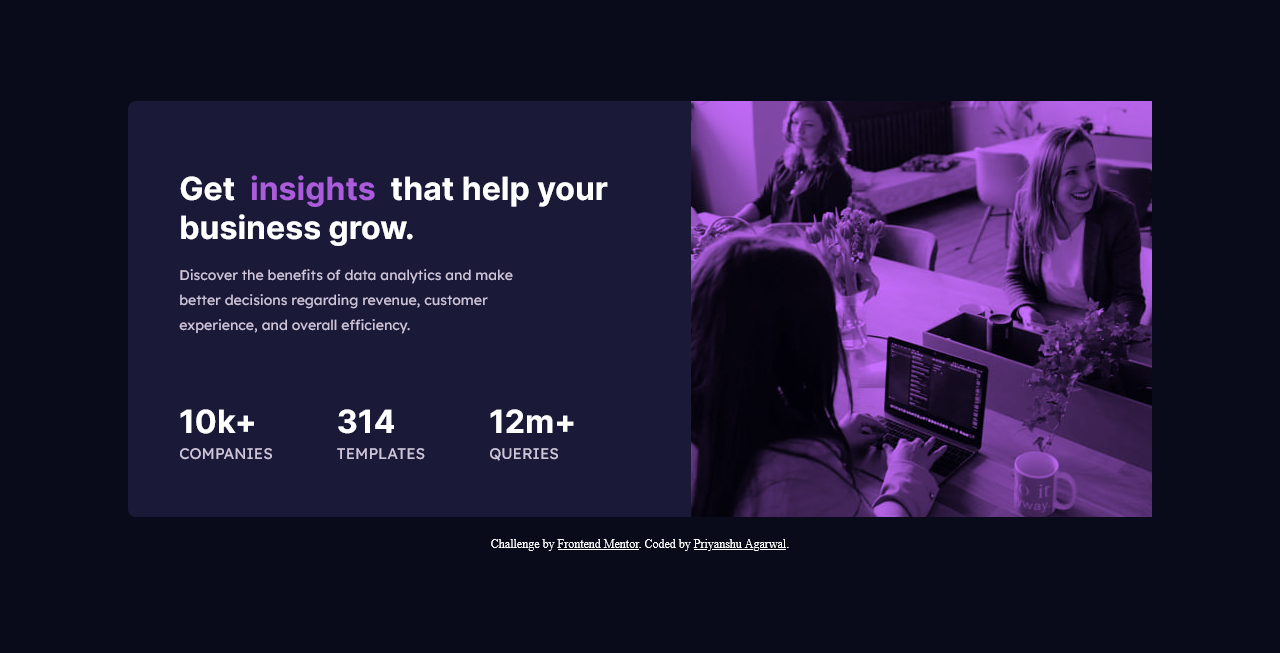 Get insights that help your
business grow.
Discover the benefits of data analytics and make
better decisions regarding revenue, customer
experience, and overall efficiency.
10k+ 314 12m+
COMPANIES TEMPLATES QUERIES
o it
way.
Challenge by Frontend Mentor. Coded by Priyanshu Agarwal.